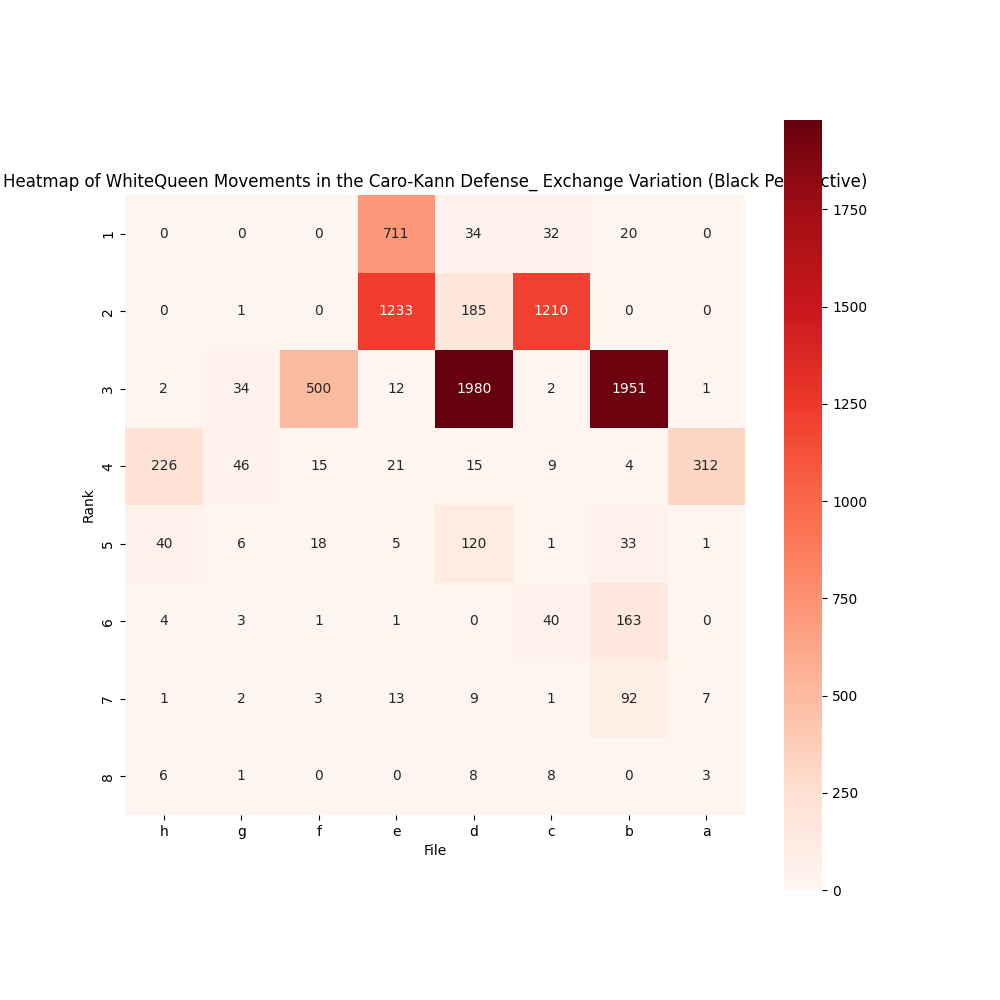 Heatmap of WhiteQueen Movements in the Caro-Kann Defense_ Exchange Variation (Black Pe ctive)
1750
1500
1250
1000
750
500
250
0
Rank
1 0 0 0 711 34 32 20 0
2 0 1 0 1233 185 1210 0 0
3 2 34 500 12 1980 2 1951 1
4 226 46 15 21 15 9 4 312
5 40 6 18 5 120 1 33 1
6 4 3 1 1 0 40 163 0
7 1 2 3 13 9 1 92 7
8 6 1 0 0 8 8 0 3
h g f e d c b a
File